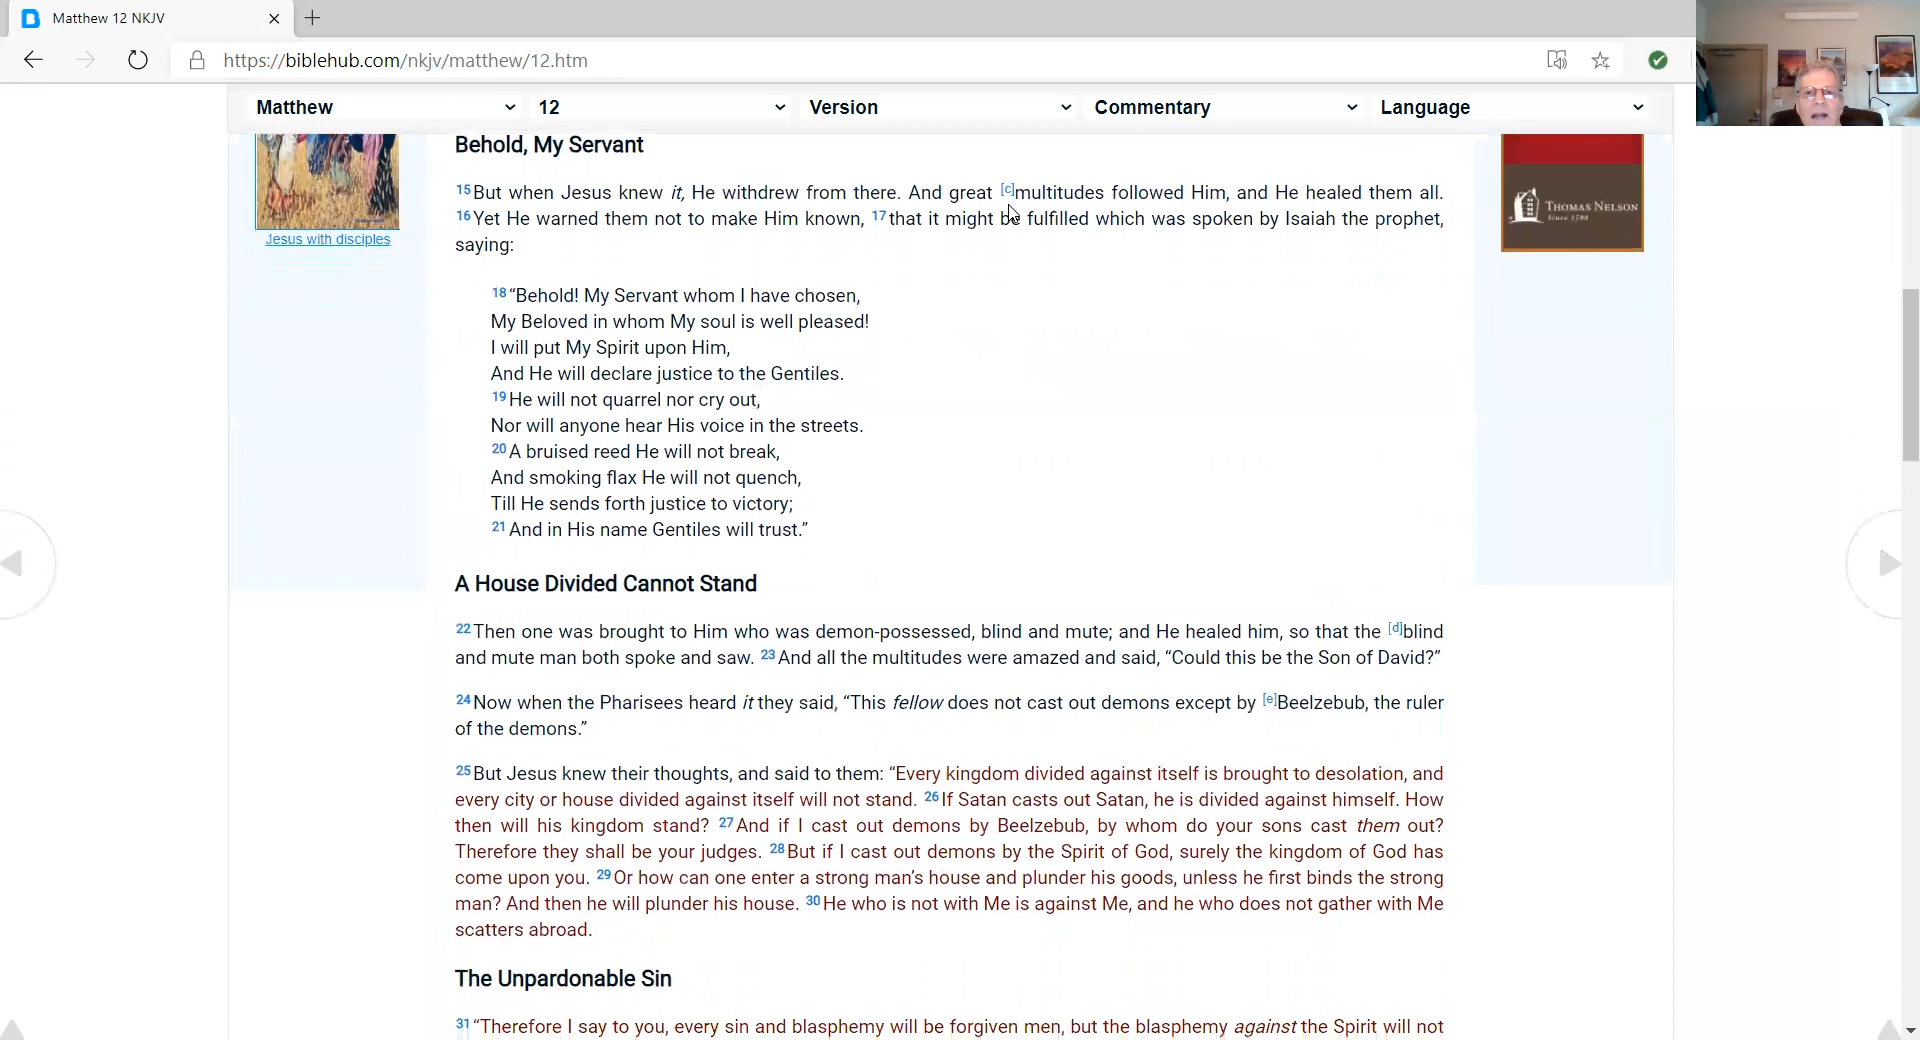 Matthew 12 NKJV
https://biblehub.com/nkjv/matthew/12.htm
Matthew 12 Version Commentary Language
Behold, My Servant
15 But when Jesus knew it, He withdrew from there. And great [c]multitudes followed Him, and He healed them all.
16 Yet He warned them not to make Him known, 17 that it might be fulfilled which was spoken by Isaiah the prophet,
saying:
Jesus with disciples
THOMAS NELSON
Since 1798
18 “Behold! My Servant whom I have chosen,
My Beloved in whom My soul is well pleased!
I will put My Spirit upon Him,
And He will declare justice to the Gentiles.
19 He will not quarrel nor cry out,
Nor will anyone hear His voice in the streets.
20 A bruised reed He will not break,
And smoking flax He will not quench,
Till He sends forth justice to victory;
21 And in His name Gentiles will trust.”
A House Divided Cannot Stand
22 Then one was brought to Him who was demon-possessed, blind and mute; and He healed him, so that the [d]blind
and mute man both spoke and saw. 23 And all the multitudes were amazed and said, “Could this be the Son of David?”
24 Now when the Pharisees heard it they said, “This fellow does not cast out demons except by [e]Beelzebub, the ruler
of the demons.”
25 But Jesus knew their thoughts, and said to them: “Every kingdom divided against itself is brought to desolation, and
every city or house divided against itself will not stand. 26 If Satan casts out Satan, he is divided against himself. How
then will his kingdom stand? 27 And if I cast out demons by Beelzebub, by whom do your sons cast them out?
Therefore they shall be your judges. 28 But if I cast out demons by the Spirit of God, surely the kingdom of God has
come upon you. 29 Or how can one enter a strong man’s house and plunder his goods, unless he first binds the strong
man? And then he will plunder his house. 30 He who is not with Me is against Me, and he who does not gather with Me
scatters abroad.
The Unpardonable Sin
31 “Therefore I say to you, every sin and blasphemy will be forgiven men, but the blasphemy against the Spirit will not